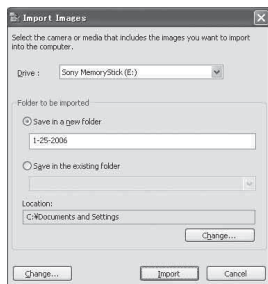 Import Images
Select the camera or media that includes the images you want to import
into the computer.
Drive :
Sony MemoryStick (E:)
Folder to be imported
Save in a new folder
1-25-2006
Save in the existing folder
Location:
C:¥Documents and Settings
Change...
Change...
Import
Cancel